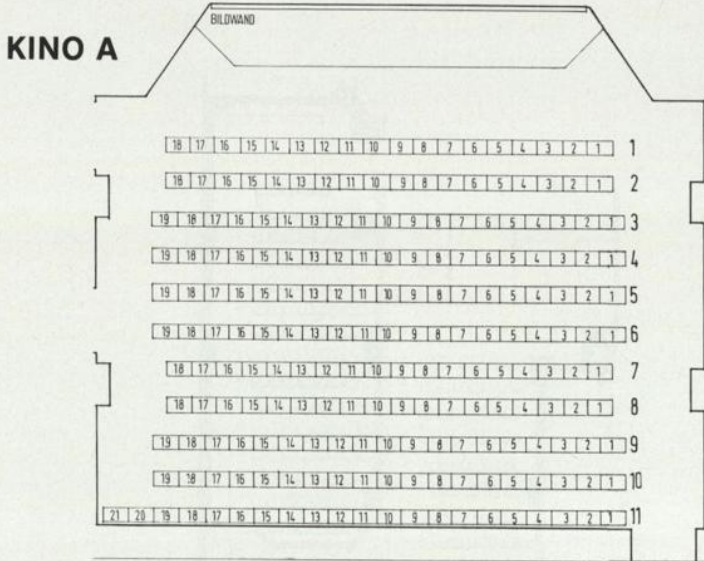 BILDWAND
KINO A
18 17 16 15 14 13 12 11 10 9 8 7 6 5 4 3 2 1 1
18 17 16 15 14 13 12 11 10 9 8 7 6 5 4 3 2 1 2
19 18 17 16 15 14 13 12 11 10 9 8 7 6 5 4 3 2 1 3
19 18 17 16 15 14 13 12 11 10 9 8 7 6 5 4 3 2 1 4
19 18 17 16 15 14 13 12 11 10 9 8 7 6 5 4 3 2 1 5
19 18 17 16 15 14 13 12 11 10 9 8 7 6 5 4 3 2 1 6
18 17 16 15 14 13 12 11 10 9 8 7 6 5 4 3 2 1 7
18 17 16 15 14 13 12 11 10 9 8 7 6 5 4 3 2 1 8
19 18 17 16 15 14 13 12 11 10 9 8 7 6 5 4 3 2 1 9
19 18 17 16 15 14 13 12 11 10 9 8 7 6 5 4 3 2 1 10
21 20 19 18 17 16 15 14 13 12 11 10 9 8 7 6 5 4 3 2 1 11